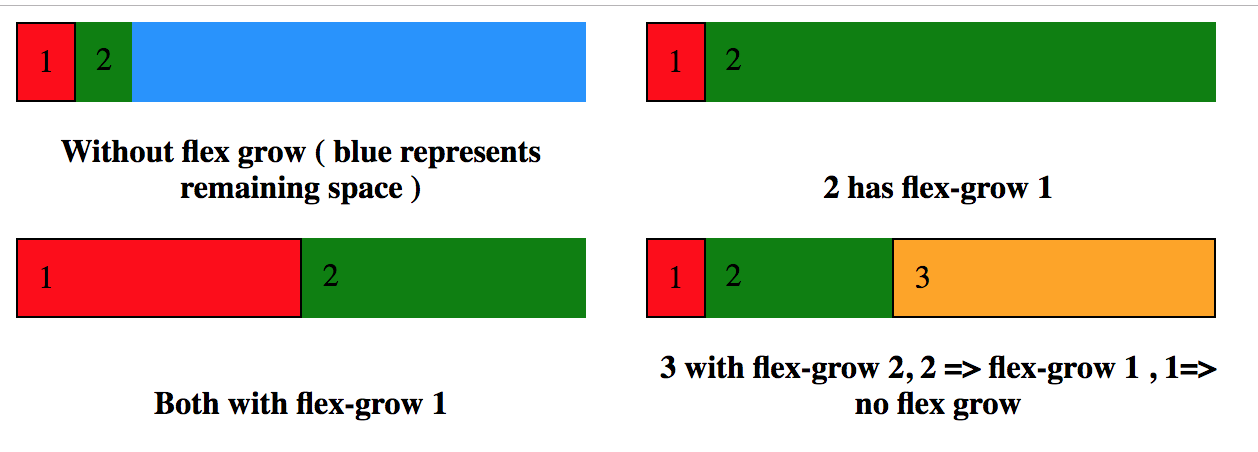 1 2
Without flex grow ( blue represents
remaining space )
1 2
2 has flex-grow 1
1 2
Both with flex-grow 1
1 2 3
3 with flex-grow 2, 2 => flex-grow 1 , 1=>
no flex grow